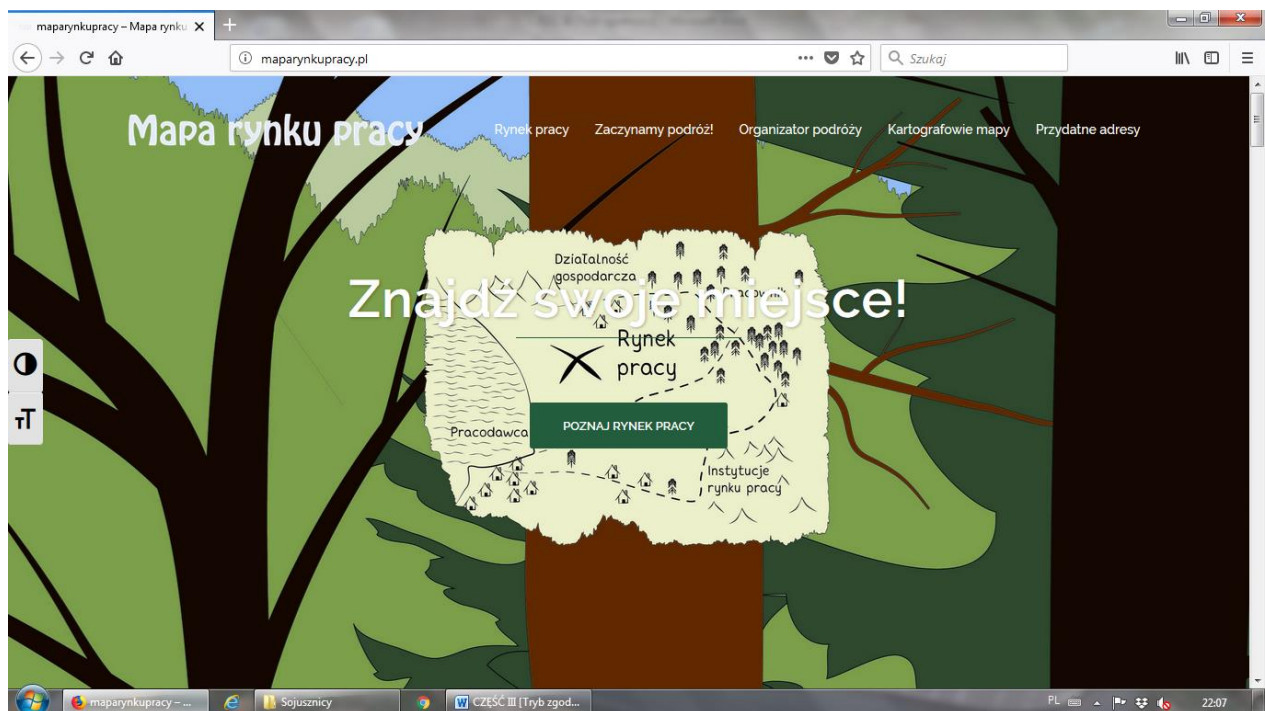 maparynkupracy – Mapa rynku
maparynkupracy.pl
Szukaj
Mapa rynku pracy
Rynek pracy Zaczynamy podróż! Organizator podróży Kartografowie mapy Przydatne adresy
Działalność
gospodarcza
Pracownik
Znajdź swoje miejsce!
Rynek
pracy
POZNAJ RYNEK PRACY
Pracodawca
Instytucje
rynku pracy
TT
maparynkupracy – ...
Sojusznicy
CZĘŚĆ III [Tryb zgod...
PL
22:07